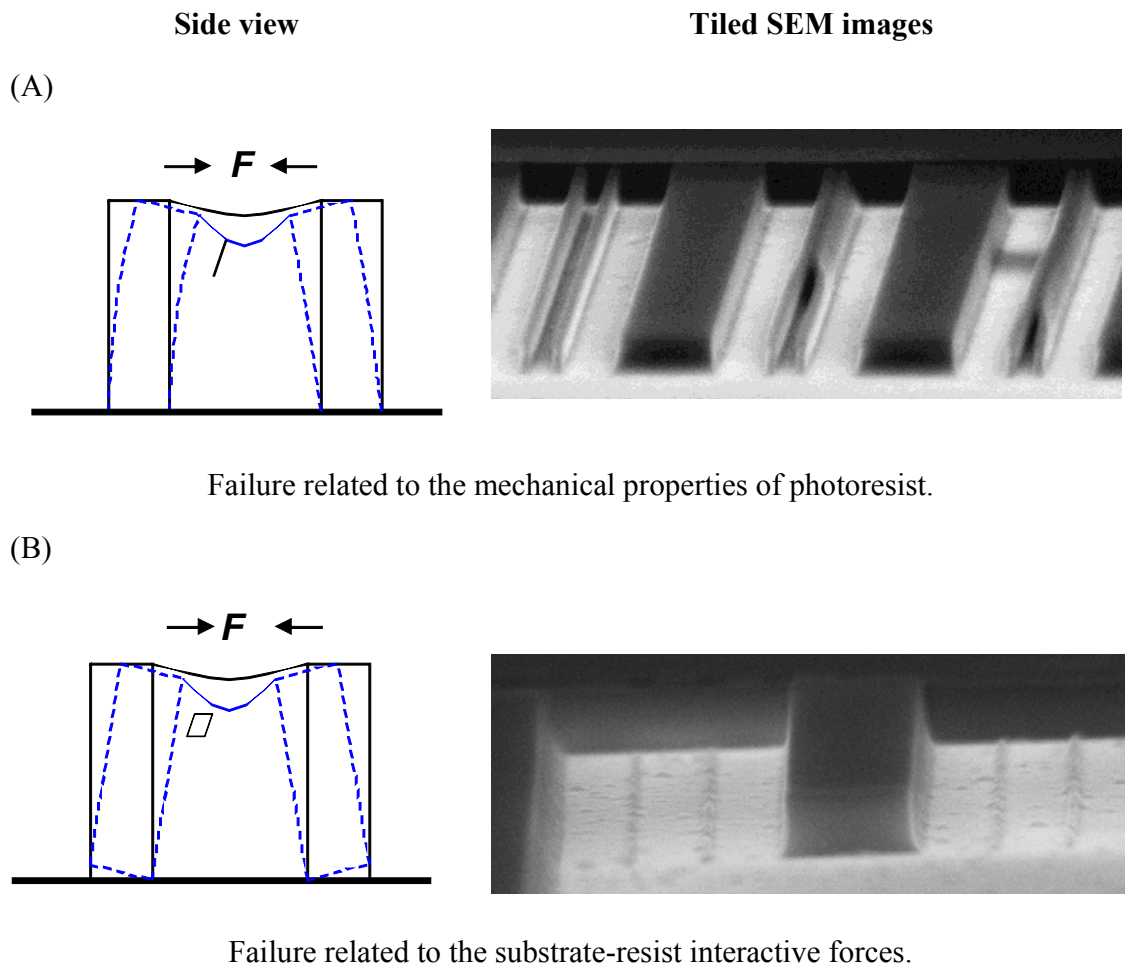 Side view
Tiled SEM images
(A)
F
Failure related to the mechanical properties of photoresist.
(B)
F
Failure related to the substrate-resist interactive forces.